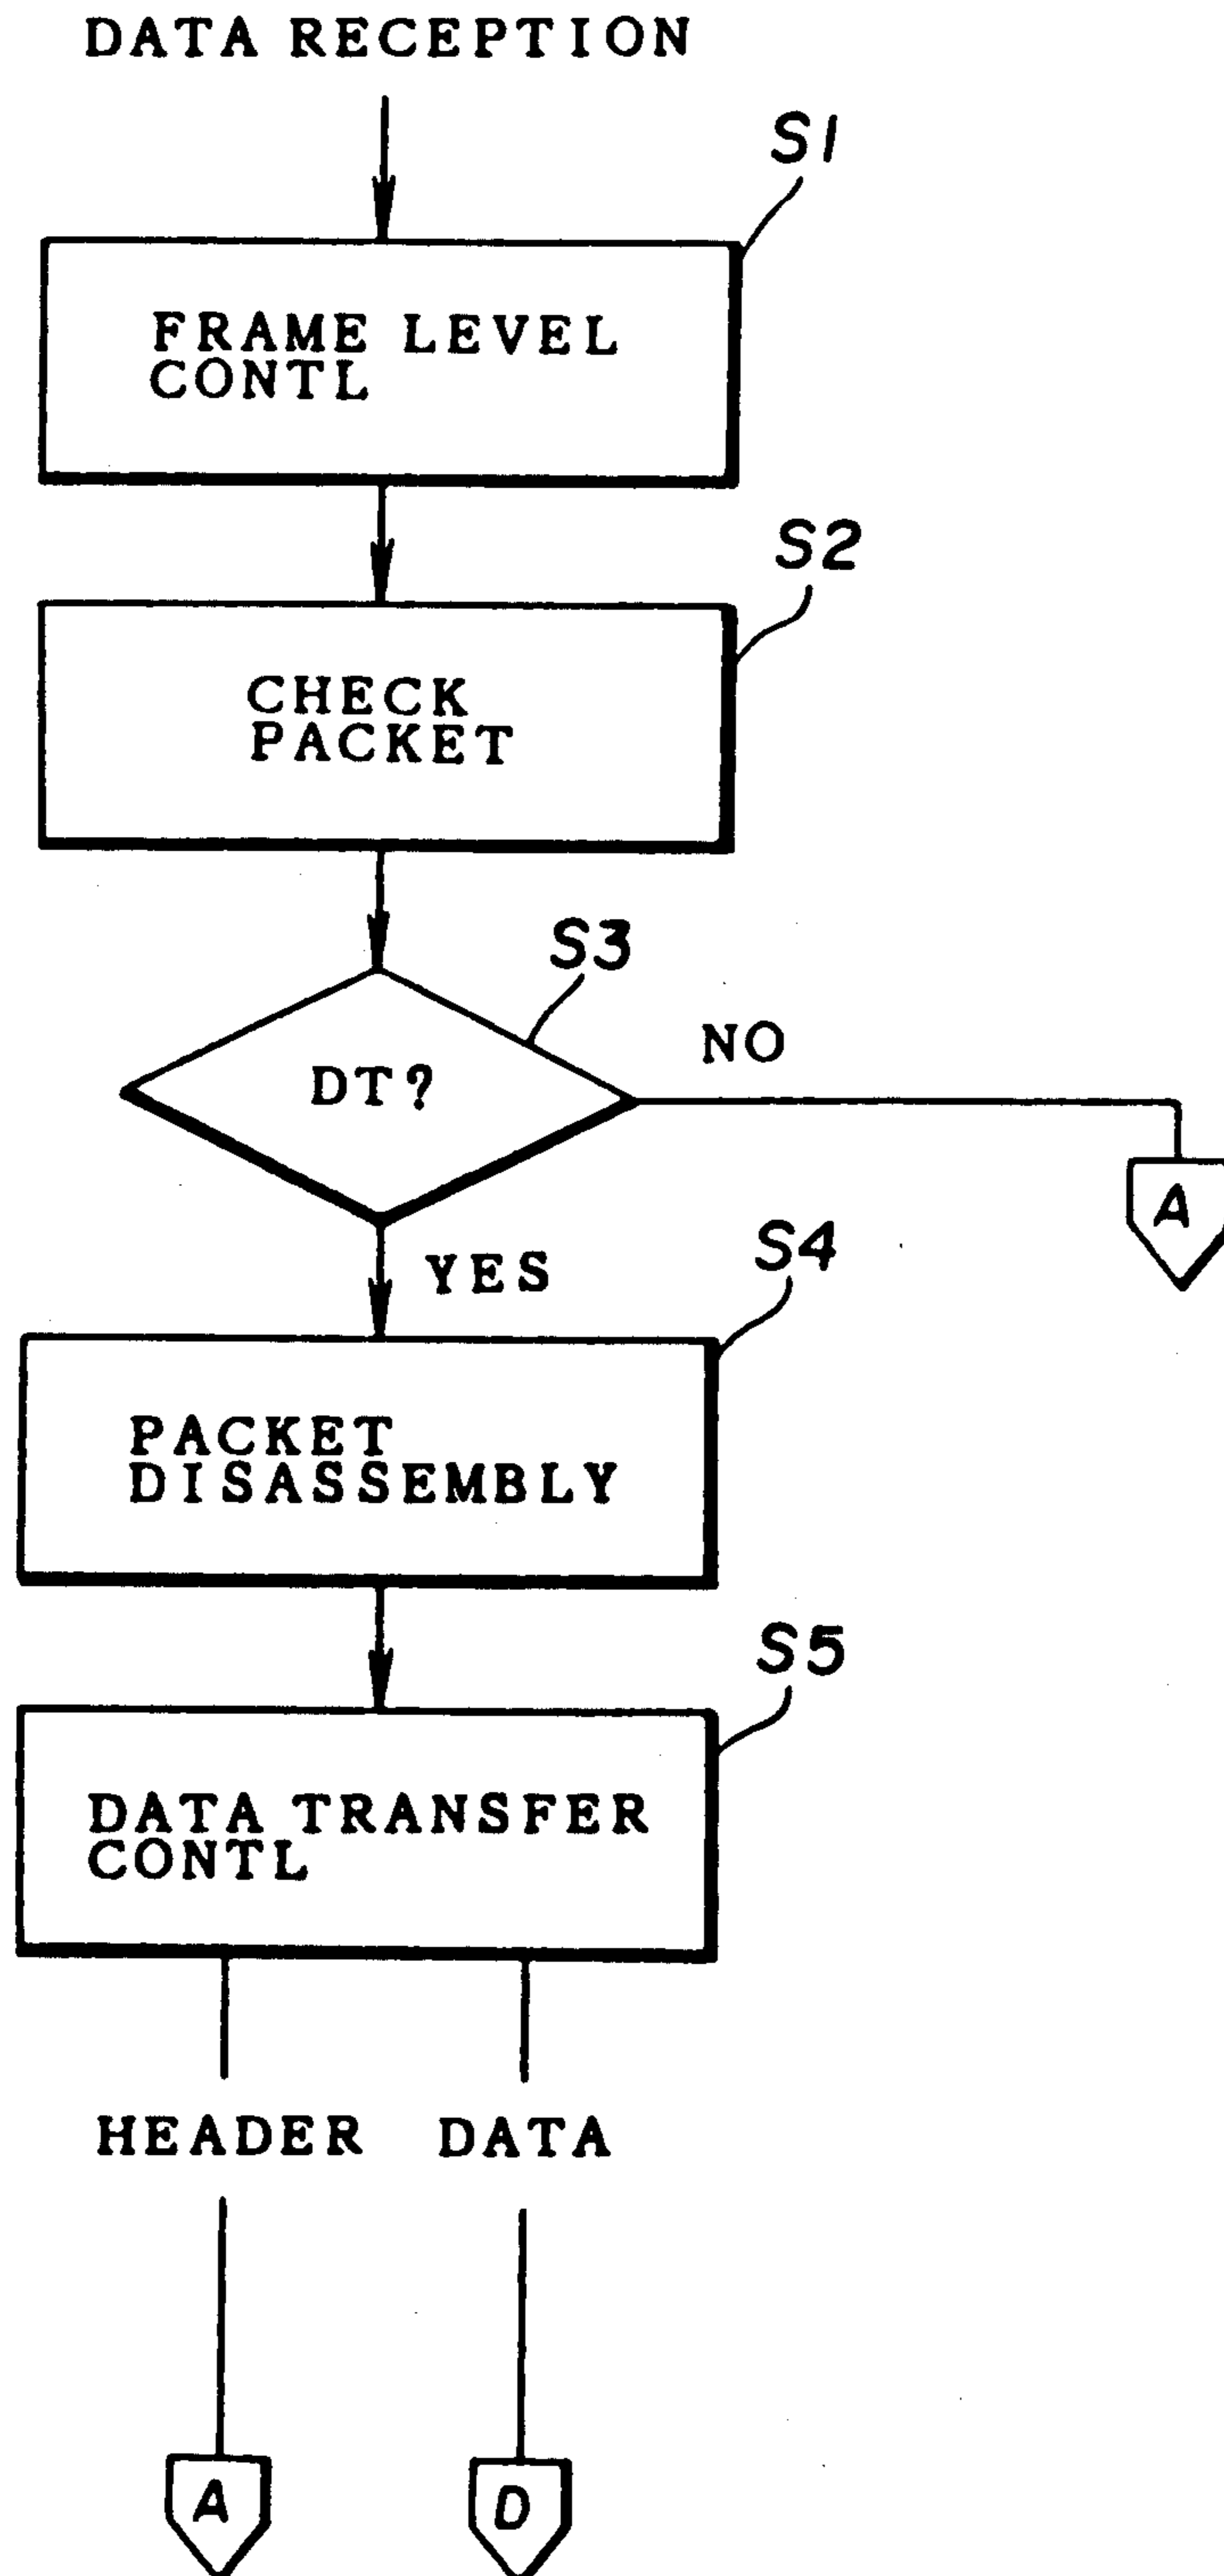 DATA RECEPTION
S1
FRAME LEVEL
CONTL
S2
CHECK
PACKET
S3
DT?
NO
A
YES
S4
PACKET
DISASSEMBLY
S5
DATA TRANSFER
CONTL
HEADER DATA
A D